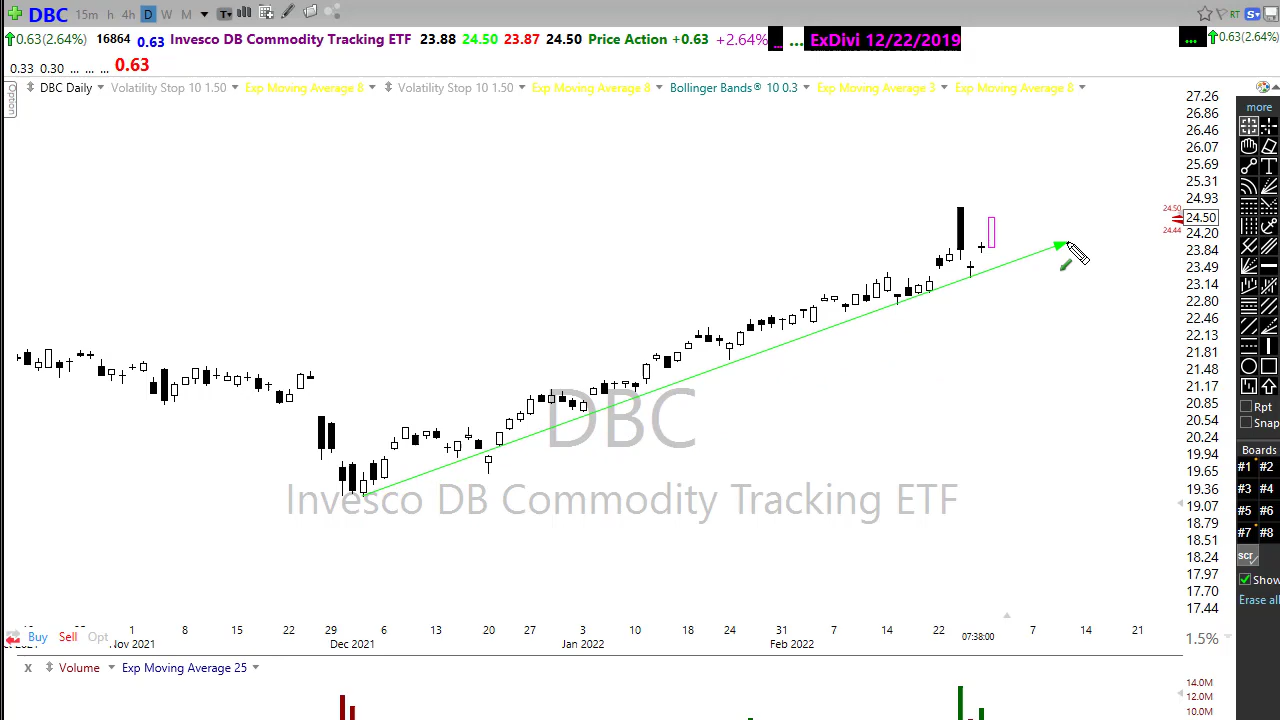 DBC 15m h 4h D W M T
RT S
0.63(2.64%) 16864 0.63 Invesco DB Commodity Tracking ETF 23.88 24.50 23.87 24.50 Price Action +0.63 +2.64% ... ... ExDivi 12/22/2019 ... 0.63(2.64%)
0.33 0.30 ... ... ... 0.63
Option
DBC Daily Volatility Stop 10 1.50 Exp Moving Average 8 Volatility Stop 10 1.50 Exp Moving Average 8 Bollinger Bands® 10 0.3 Exp Moving Average 3 Exp Moving Average 8
27.26
26.86
26.46
26.07
25.69
25.31
24.93
24.50 24.50
24.44 24.20
23.84
23.49
23.14
22.80
22.46
22.13
21.81
21.48
21.17
20.85
20.54
20.24
19.94
19.65
19.36
19.07
18.79
18.51
18.24
17.97
17.70
17.44
DBC
Invesco DB Commodity Tracking ETF
more
T
Rpt
Snap
Boards
#1 #2
#3 #4
#5 #6
#7 #8
scr
Show
Erase all
Buy Sell Opt
1 8 15 22 29 6 13 20 27 3 10 18 24 31 7 14 22 07:38:00 7 14 21
Nov 2021 Dec 2021 Jan 2022 Feb 2022
1.5%
X Volume Exp Moving Average 25
14.0M
12.0M
10.0M